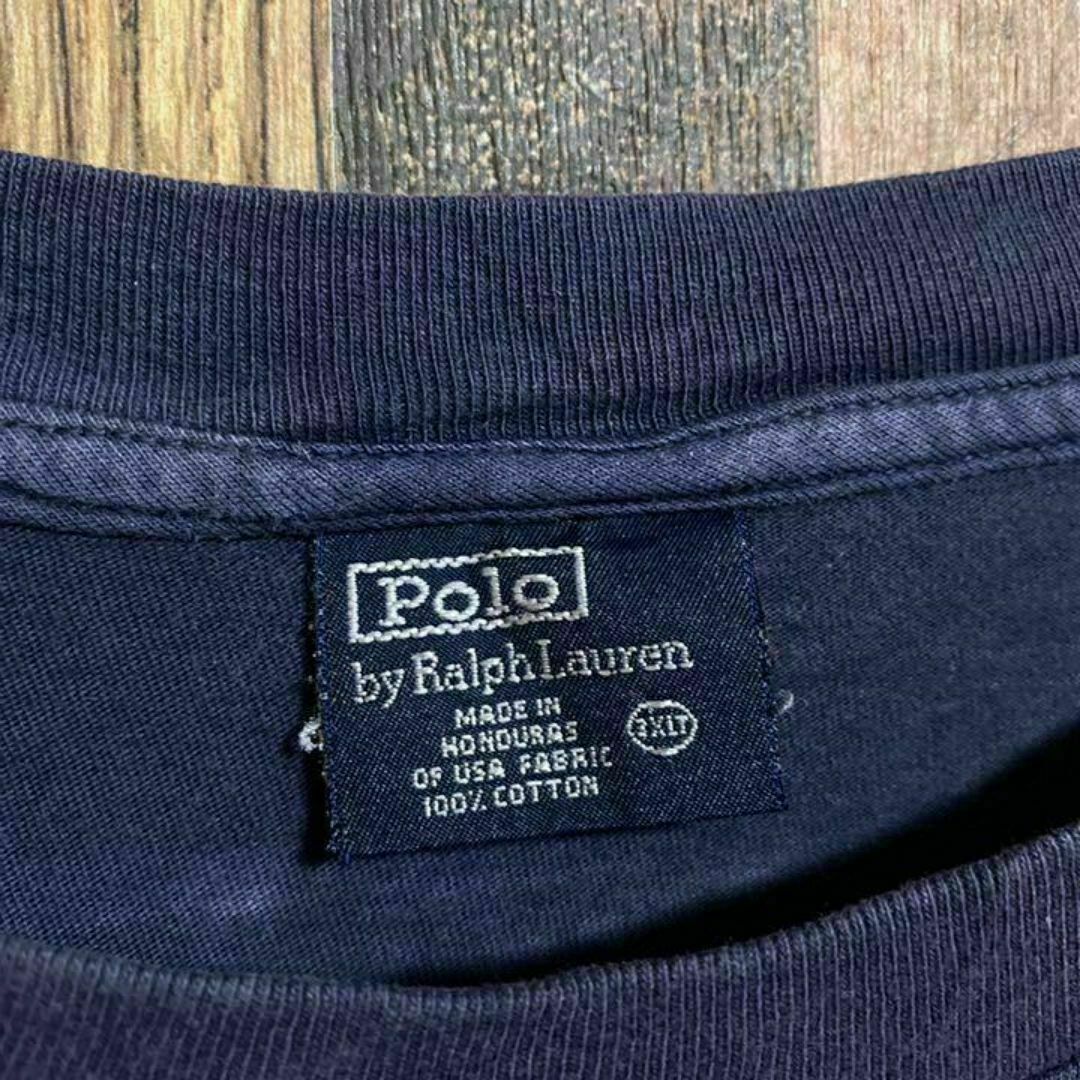 Polo
by Ralph Lauren
MADE IN
HONDURAS
OF USA FABRIC
100% COTTON
3XLT